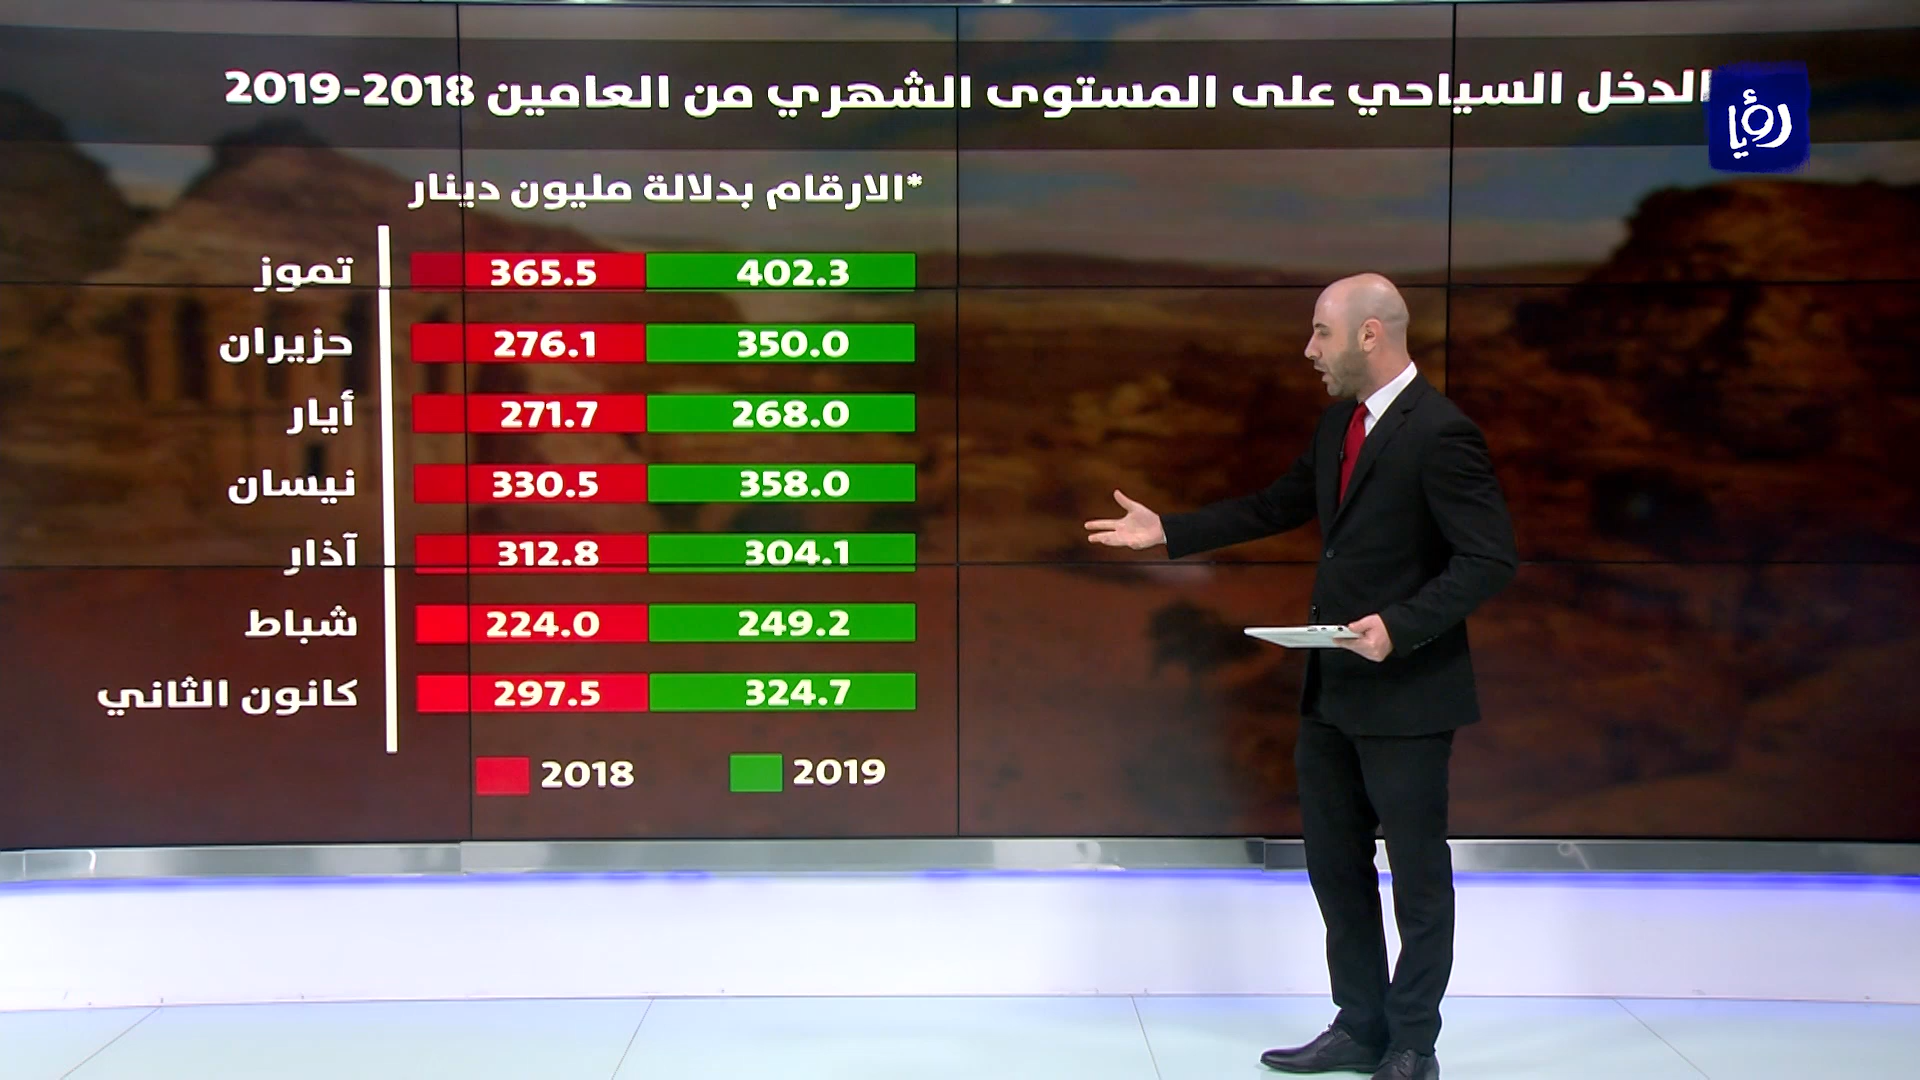 الدخل السياحي على المستوى الشهري من العامين 2018-2019
رؤيا
*الارقام بدلالة مليون دينار
تموز 365.5 402.3
حزيران 276.1 350.0
أيار 271.7 268.0
نيسان 330.5 358.0
آذار 312.8 304.1
شباط 224.0 249.2
كانون الثاني 297.5 324.7
2018 2019